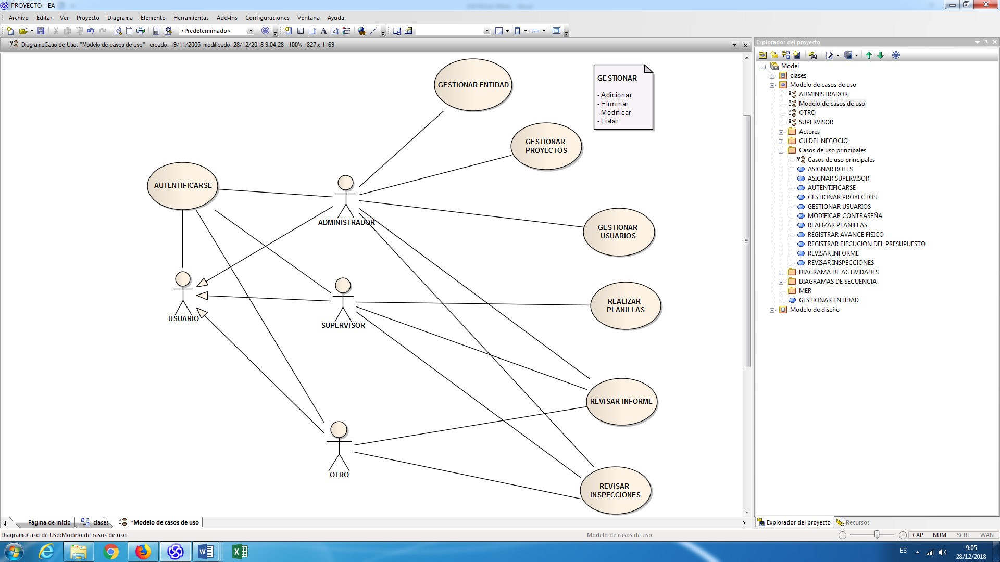 PROYECTO - EA
Archivo Editar Ver Proyecto Diagrama Elemento Herramientas Add-Ins Configuraciones Ventana Ayuda
<Predeterminado>
DiagramaCaso de Uso: "Modelo de casos de uso" creado: 19/11/2005 modificado: 28/12/2018 9:04:28 100% 827 x 1169
GESTIONAR ENTIDAD
GESTIONAR
- Adicionar
- Eliminar
- Modificar
- Listar
GESTIONAR
PROYECTOS
AUTENTIFICARSE
ADMINISTRADOR
GESTIONAR
USUARIOS
USUARIO
SUPERVISOR
REALIZAR
PLANILLAS
REVISAR INFORME
OTRO
REVISAR
INSPECCIONES
Explorador del proyecto
Model
clases
Modelo de casos de uso
ADMINISTRADOR
Modelo de casos de uso
OTRO
SUPERVISOR
Actores
CU DEL NEGOCIO
Casos de uso principales
Casos de uso principales
ASIGNAR ROLES
ASIGNAR SUPERVISOR
AUTENTIFICARSE
GESTIONAR PROYECTOS
GESTIONAR USUARIOS
MODIFICAR CONTRASEÑA
REALIZAR PLANILLAS
REGISTRAR AVANCE FISICO
REGISTRAR EJECUCION DEL PRESUPUESTO
REVISAR INFORME
REVISAR INSPECCIONES
DIAGRAMA DE ACTIVIDADES
DIAGRAMAS DE SECUENCIA
MER
GESTIONAR ENTIDAD
Modelo de diseño
Página de inicio clases *Modelo de casos de uso
Explorador del proyecto Recursos
DiagramaCaso de Uso:Modelo de casos de uso
Modelo de casos de uso
CAP NUM SCRL WAN
ES
9:05
28/12/2018